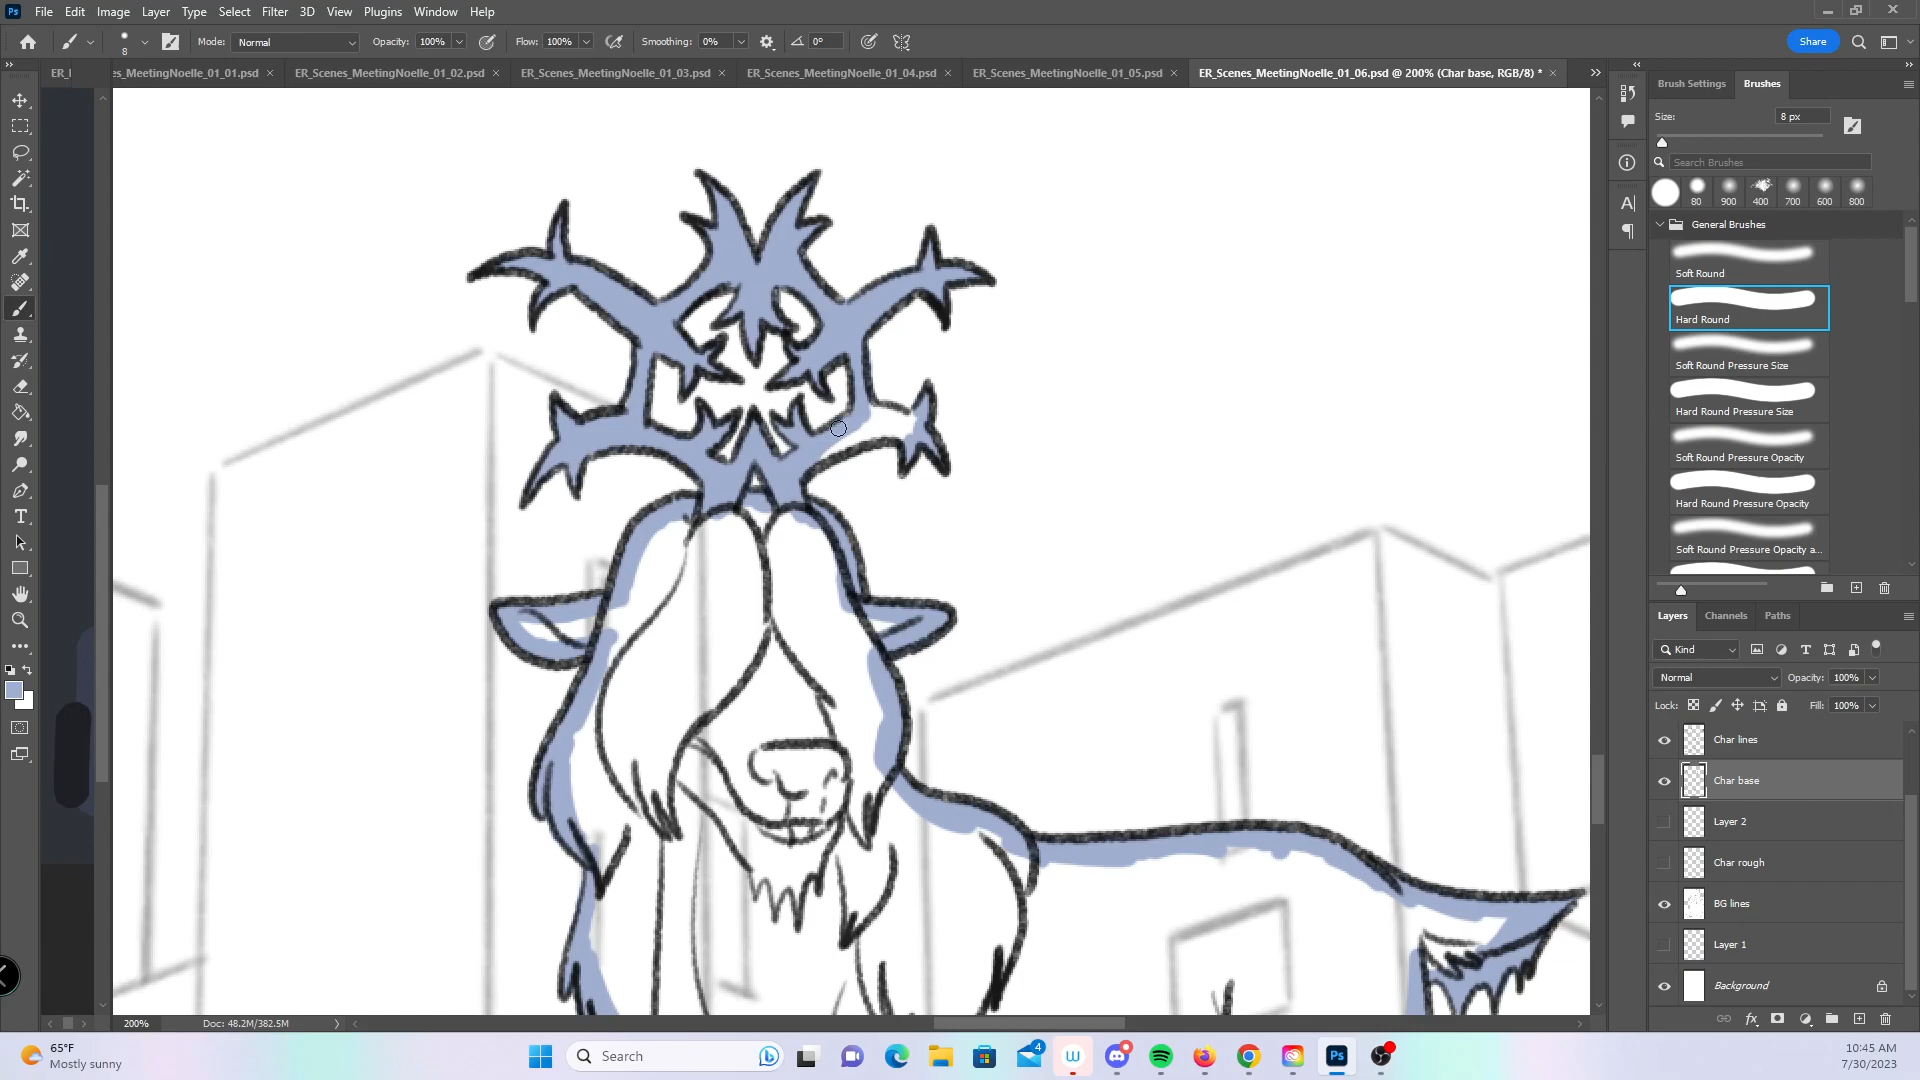 Ps File Edit Image Layer Type Select Filter 3D View Plugins Window Help
8 Mode: Normal Opacity: 100% Flow: 100% Smoothing: 0% 0° Share
ER_I
es_MeetingNoelle_01_01.psd ER_Scenes_MeetingNoelle_01_02.psd ER_Scenes_MeetingNoelle_01_03.psd ER_Scenes_MeetingNoelle_01_04.psd ER_Scenes_MeetingNoelle_01_05.psd ER_Scenes_MeetingNoelle_01_06.psd @ 200% (Char base, RGB/8) *
Brush Settings Brushes
Size: 8 px
Search Brushes
80 900 400 700 600 800
General Brushes
Soft Round
Hard Round
Soft Round Pressure Size
Hard Round Pressure Size
Soft Round Pressure Opacity
Hard Round Pressure Opacity
Soft Round Pressure Opacity a...
Layers Channels Paths
Kind
Normal Opacity: 100%
Lock: Fill: 100%
Char lines
Char base
Layer 2
Char rough
BG lines
Layer 1
Background
200% Doc: 48.2M/382.5M
65°F
Mostly sunny
Search
4
Ps
10:45 AM
7/30/2023